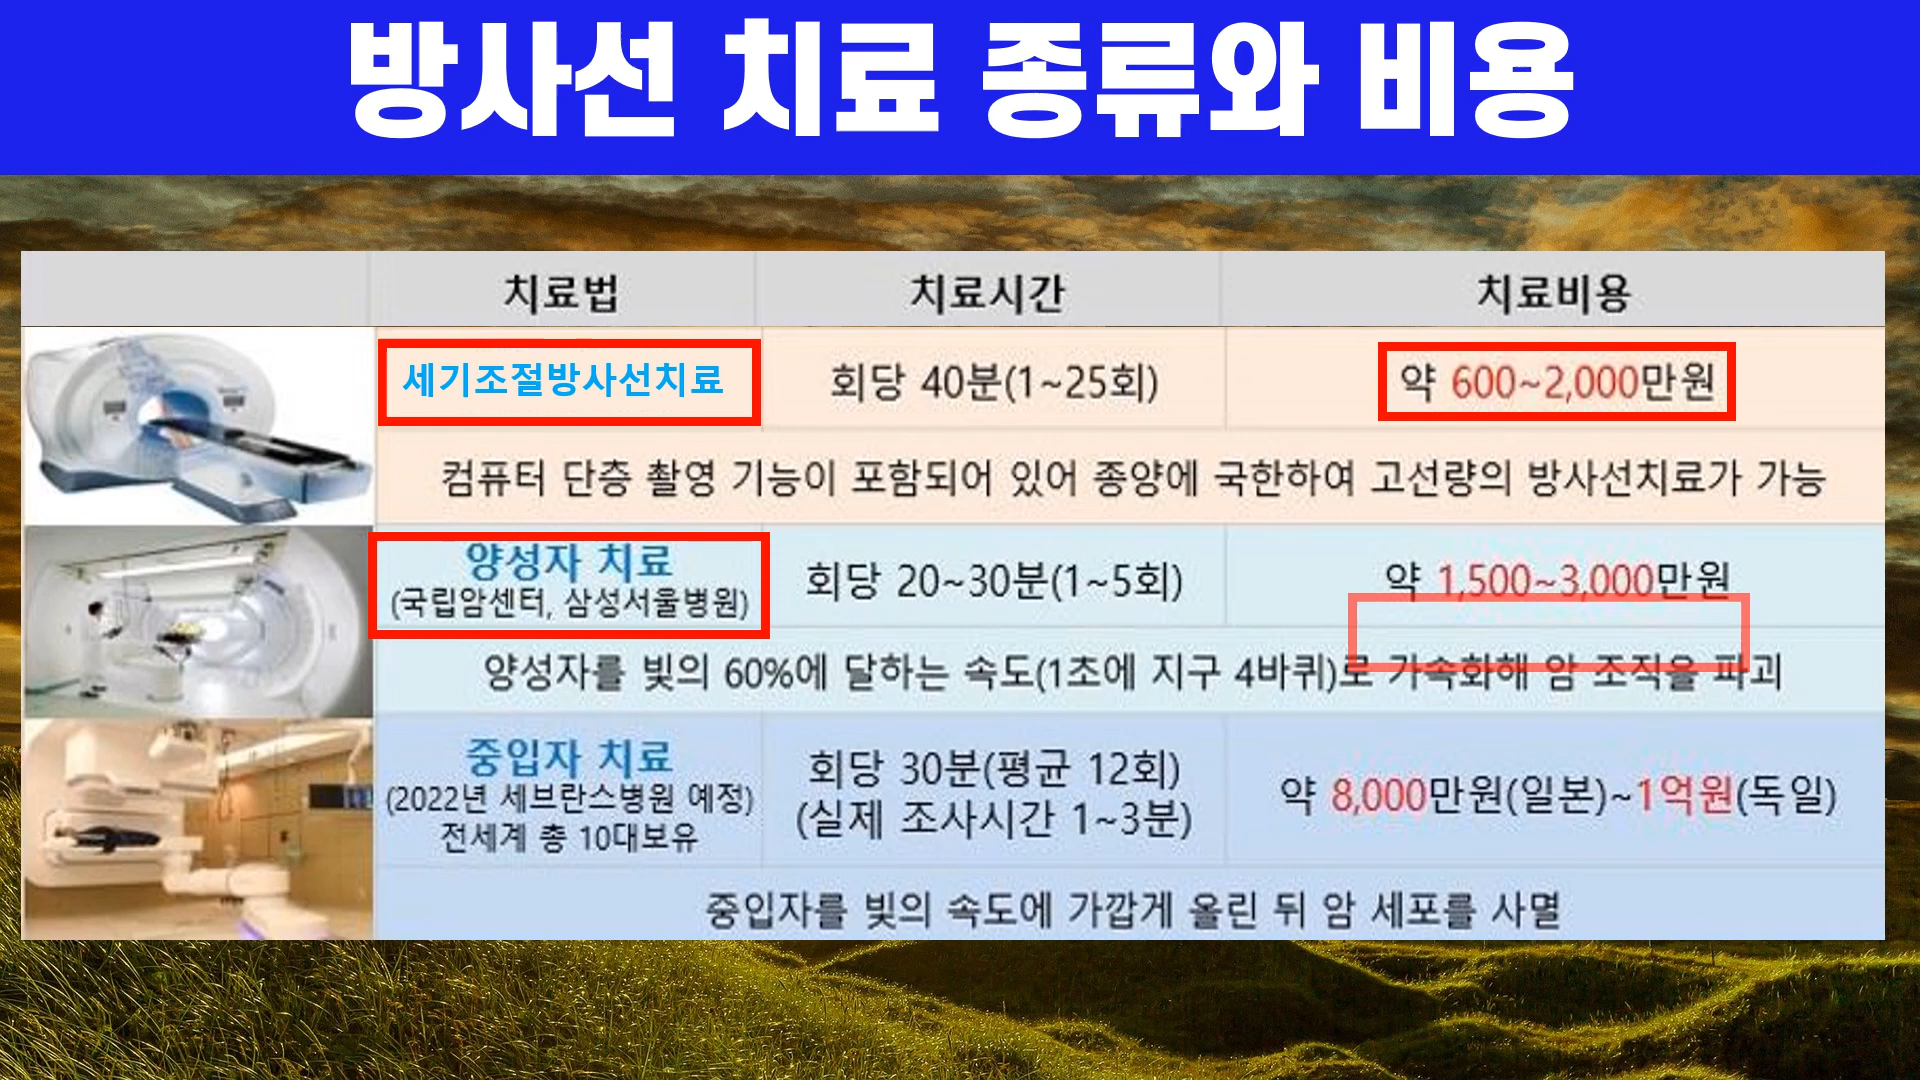 방사선 치료 종류와 비용
치료법 치료시간 치료비용
세기조절방사선치료 회당 40분(1~25회) 약 600~2,000만원
컴퓨터 단층 촬영 기능이 포함되어 있어 종양에 국한하여 고선량의 방사선치료가 가능
양성자 치료
(국립암센터, 삼성서울병원)
회당 20~30분(1~5회) 약 1,500~3,000만원
양성자를 빛의 60%에 달하는 속도(1초에 지구 4바퀴)로 가속화해 암 조직을 파괴
중입자 치료
(2022년 세브란스병원 예정)
전세계 총 10대보유
회당 30분(평균 12회)
(실제 조사시간 1~3분)
약 8,000만원(일본)~1억원(독일)
중입자를 빛의 속도에 가깝게 올린 뒤 암 세포를 사멸